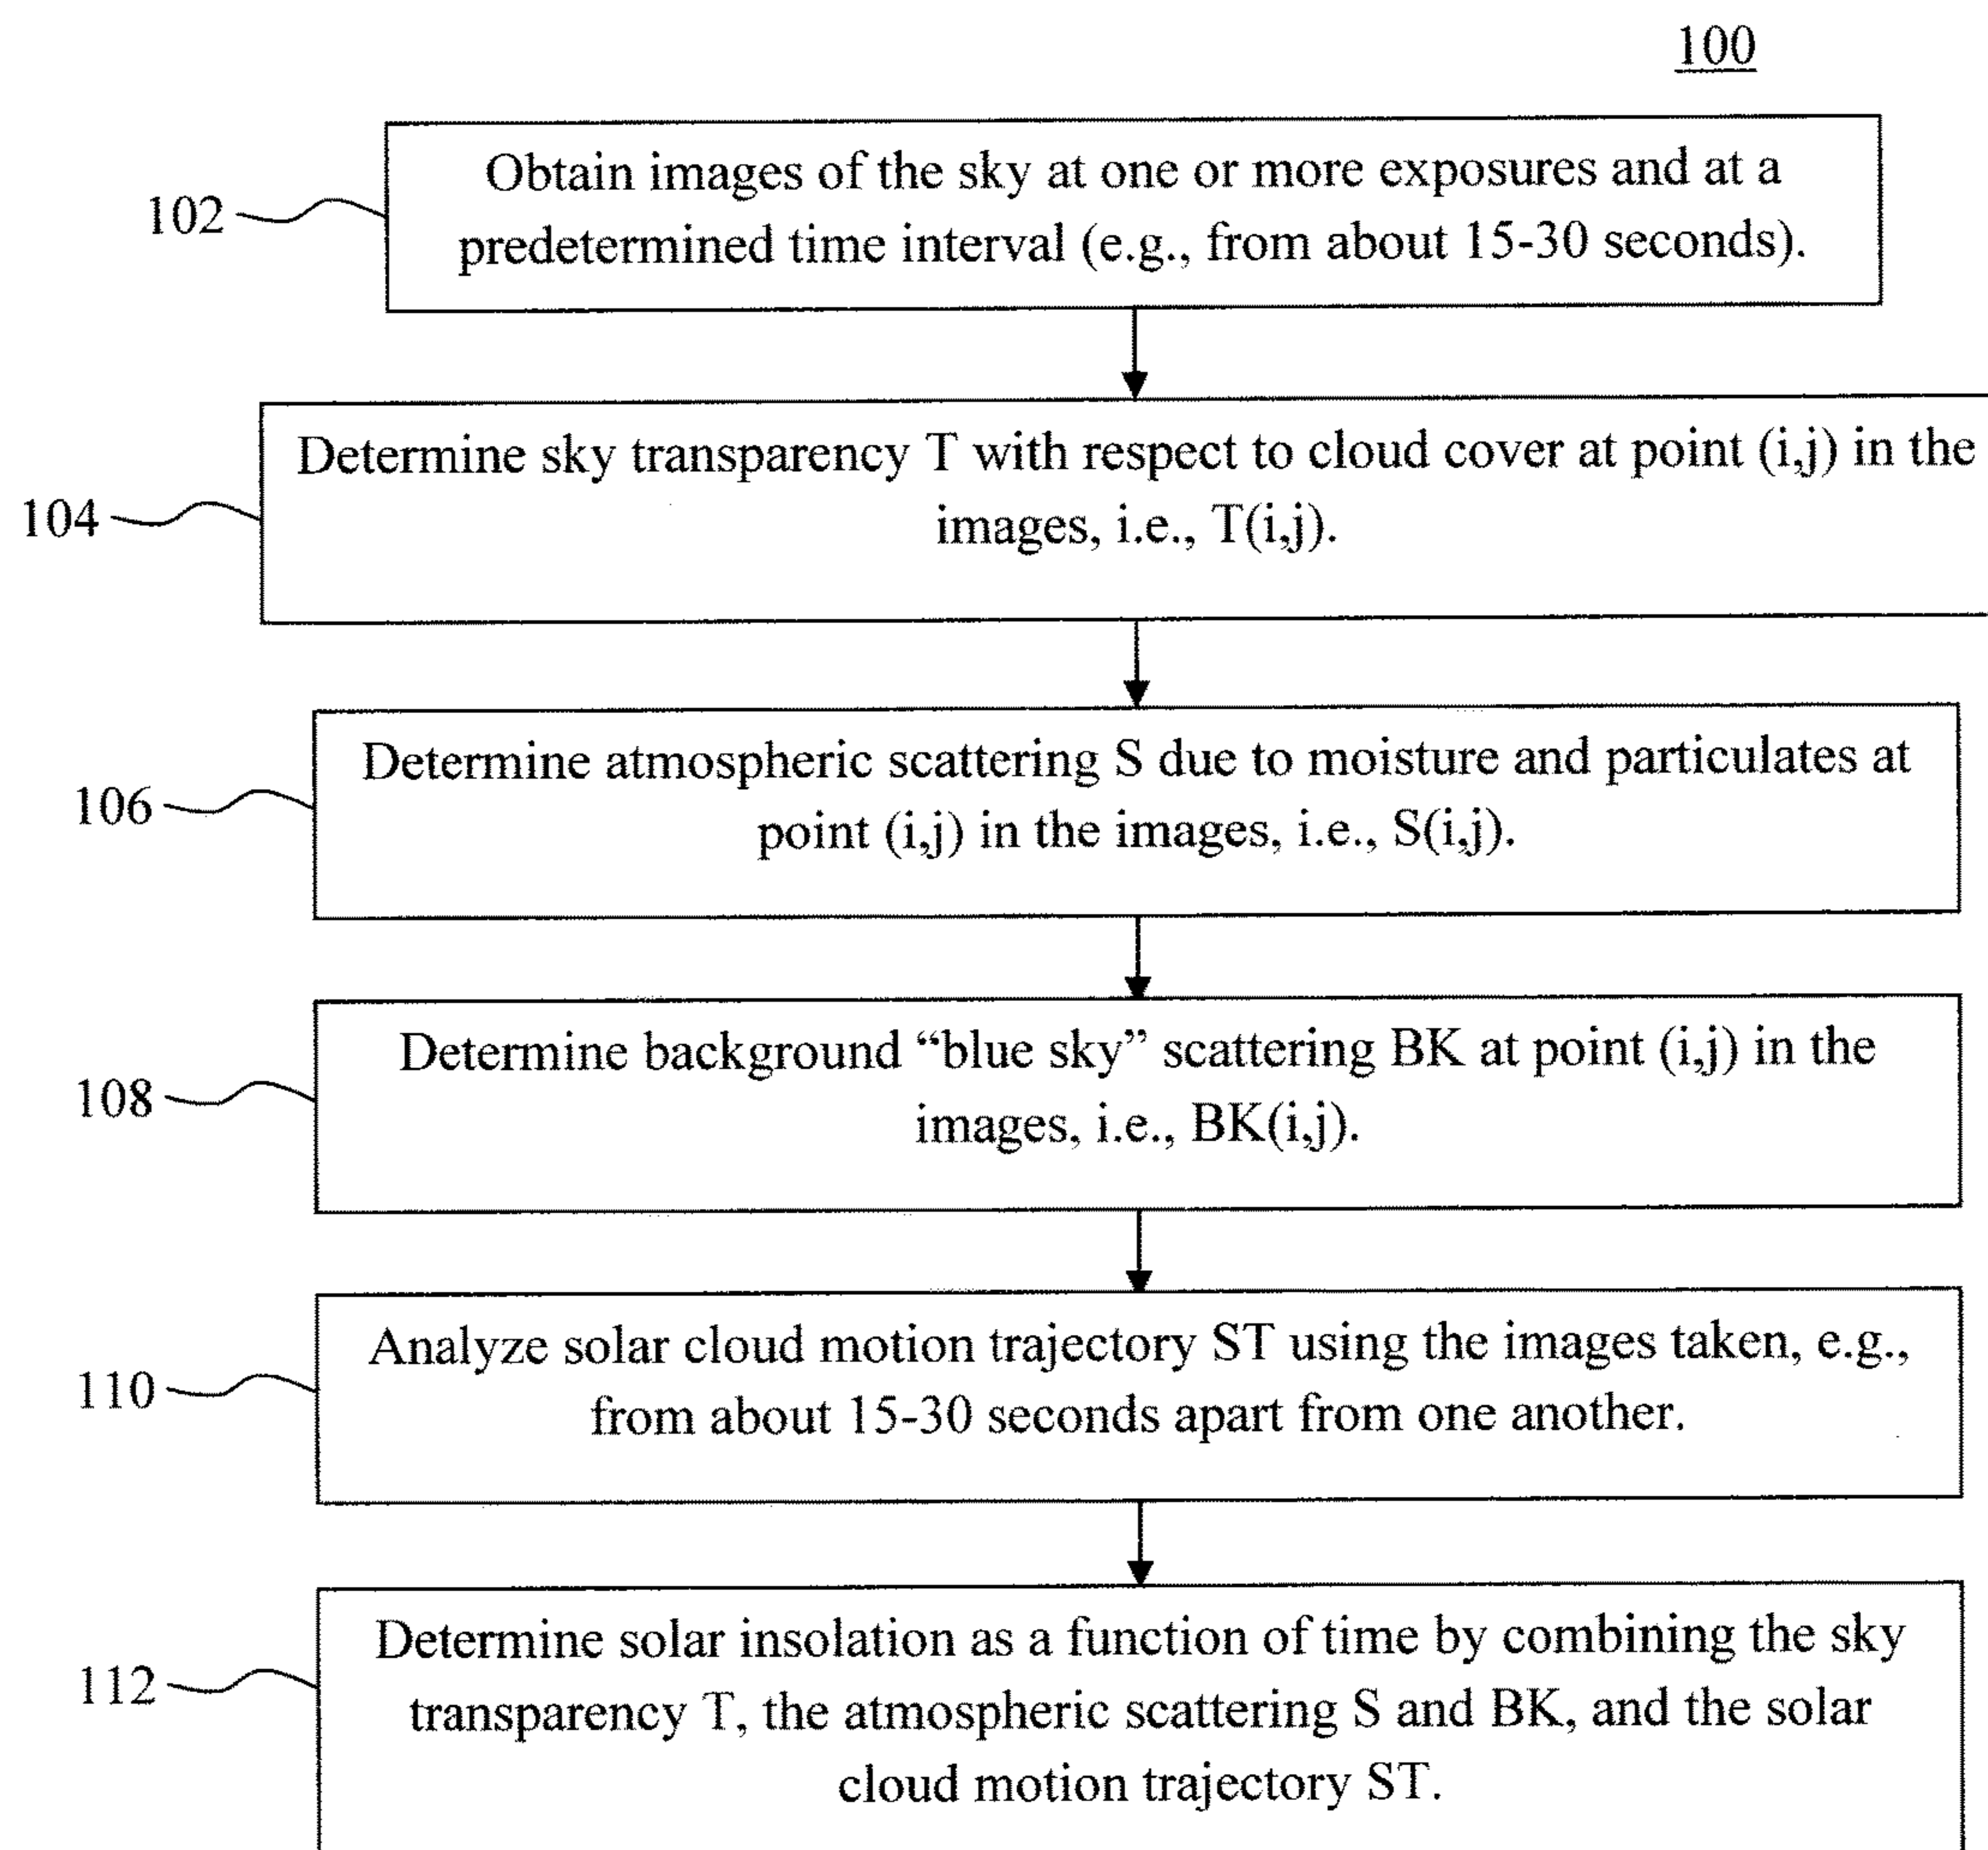 100
102
Obtain images of the sky at one or more exposures and at a
predetermined time interval (e.g., from about 15-30 seconds).
104
Determine sky transparency T with respect to cloud cover at point (i,j) in the
images, i.e., T(i,j).
106
Determine atmospheric scattering S due to moisture and particulates at
point (i,j) in the images, i.e., S(i,j).
108
Determine background “blue sky” scattering BK at point (i,j) in the
images, i.e., BK(i,j).
110
Analyze solar cloud motion trajectory ST using the images taken, e.g.,
from about 15-30 seconds apart from one another.
112
Determine solar insolation as a function of time by combining the sky
transparency T, the atmospheric scattering S and BK, and the solar
cloud motion trajectory ST.